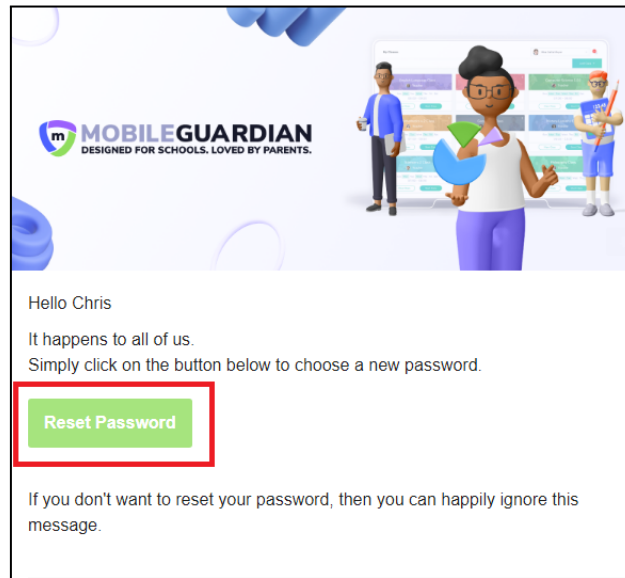 MOBILEGUARDIAN
DESIGNED FOR SCHOOLS. LOVED BY PARENTS.
Hello Chris
It happens to all of us.
Simply click on the button below to choose a new password.
Reset Password
If you don't want to reset your password, then you can happily ignore this
message.